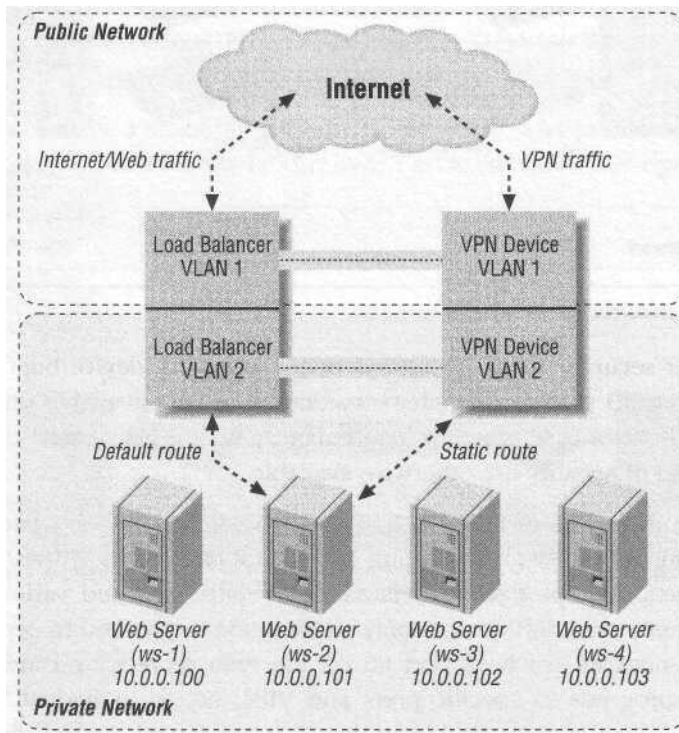 Public Network
Internet
Internet/Web traffic
VPN traffic
Load Balancer
VLAN 1
VPN Device
VLAN 1
Load Balancer
VLAN 2
VPN Device
VLAN 2
Default route
Static route
Web Server
(ws-1)
10.0.0.100
Web Server
(ws-2)
10.0.0.101
Web Server
(ws-3)
10.0.0.102
Web Server
(ws-4)
10.0.0.103
Private Network